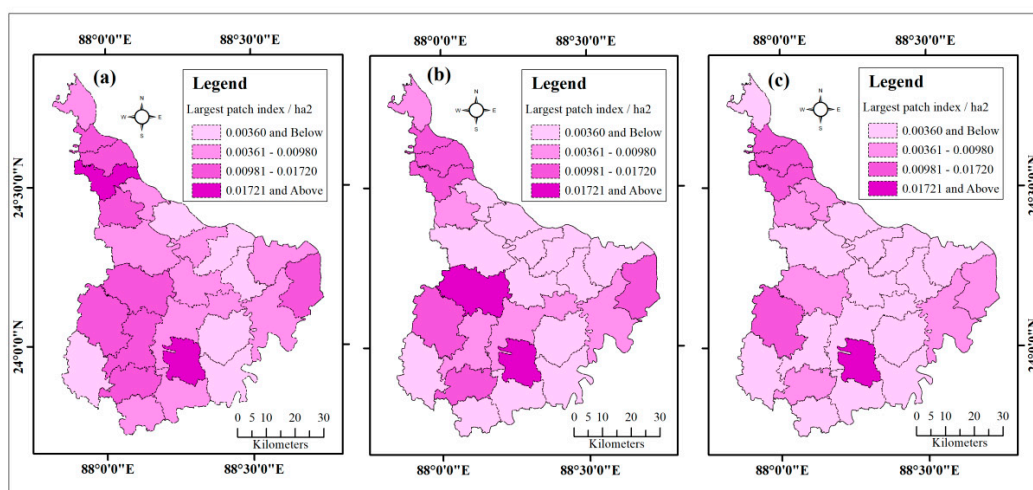 88°0'0"E 88°30'0"E
(a)
Legend
Largest patch index / ha2
0.00360 and Below
0.00361 - 0.00980
0.00981 - 0.01720
0.01721 and Above
N
W E
S
24°30'0"N
24°0'0"N
0 5 10 20 30
Kilometers
88°0'0"E 88°30'0"E
88°0'0"E 88°30'0"E
(b)
Legend
Largest patch index / ha2
0.00360 and Below
0.00361 - 0.00980
0.00981 - 0.01720
0.01721 and Above
N
W E
S
0 5 10 20 30
Kilometers
88°0'0"E 88°30'0"E
88°0'0"E 88°30'0"E
(c)
Legend
Largest patch index / ha2
0.00360 and Below
0.00361 - 0.00980
0.00981 - 0.01720
0.01721 and Above
N
W E
S
24°30'0"N
24°0'0"N
0 5 10 20 30
Kilometers
88°0'0"E 88°30'0"E